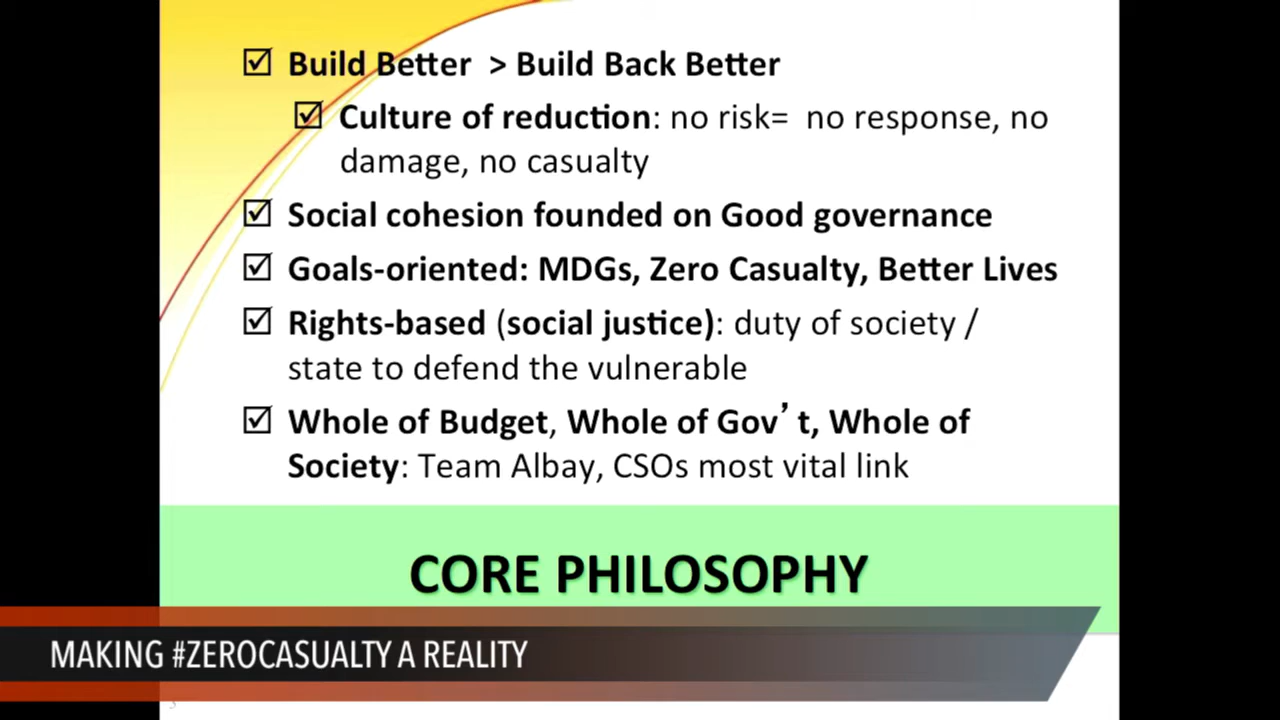 Build Better > Build Back Better
Culture of reduction: no risk= no response, no
damage, no casualty
Social cohesion founded on Good governance
Goals-oriented: MDGs, Zero Casualty, Better Lives
Rights-based (social justice): duty of society /
state to defend the vulnerable
Whole of Budget, Whole of Gov’t, Whole of
Society: Team Albay, CSOs most vital link
CORE PHILOSOPHY
MAKING #ZEROCASUALTY A REALITY